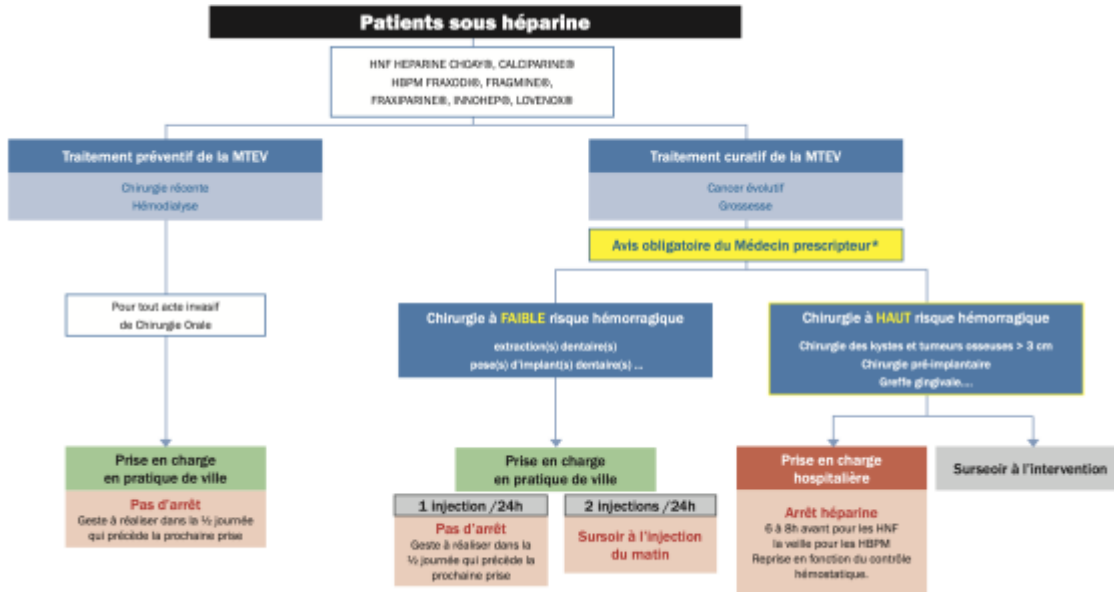 Patients sous héparine
HNF HEPARINE CHOAY®, CALCIPARINE®
HBPM FRAXODI®, FRAGMINE®,
FRAXIPARINE®, INNOHEP®, LOVENOX®
Traitement préventif de la MTEV
Chirurgie récente
Hémodialyse
Traitement curatif de la MTEV
Cancer évolutif
Grossesse
Avis obligatoire du Médecin prescripteur*
Pour tout acte invasif
de Chirurgie Orale
Chirurgie à FAIBLE risque hémorragique
extraction(s) dentaire(s)
pose(s) d'implant(s) dentaire(s) ...
Chirurgie à HAUT risque hémorragique
Chirurgie des kystes et tumeurs osseuses > 3 cm
Chirurgie pré-implantaire
Greffe gingivale....
Prise en charge
en pratique de ville
Pas d'arrêt
Geste à réaliser dans la ½ journée
qui précède la prochaine prise
Prise en charge
en pratique de ville
1 injection /24h
Pas d'arrêt
Geste à réaliser dans la
½ journée qui précède la
prochaine prise
2 injections /24h
Sursoir à l'injection
du matin
Prise en charge
hospitalière
Arrêt héparine
6 à 8h avant pour les HNF
la veille pour les HBPM
Reprise en fonction du contrôle
hémostatique.
Surseoir à l'intervention